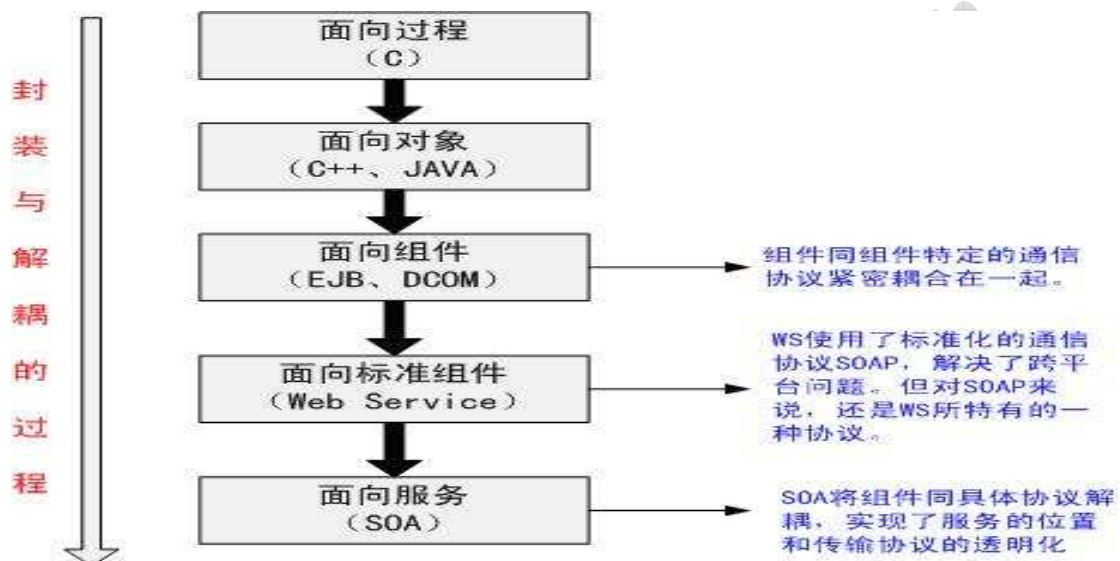 封装与解耦的过程
面向过程
（C）
面向对象
（C++、JAVA）
面向组件
（EJB、DCOM）
组件同组件特定的通信
协议紧密耦合在一起。
面向标准组件
（Web Service）
WS使用了标准化的通信
协议SOAP，解决了跨平
台问题。但对SOAP来
说，还是WS所特有的一
种协议。
面向服务
（SOA）
SOA将组件同具体协议解
耦，实现了服务的位置
和传输协议的透明化